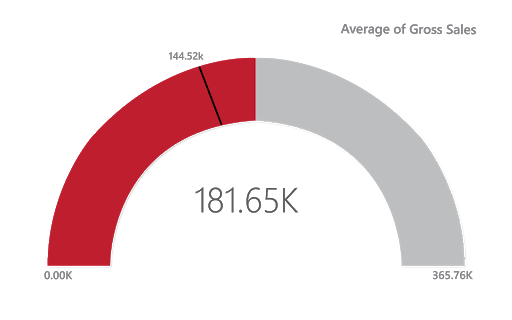 Average of Gross Sales
144.52k
181.65K
0.00K
365.76K